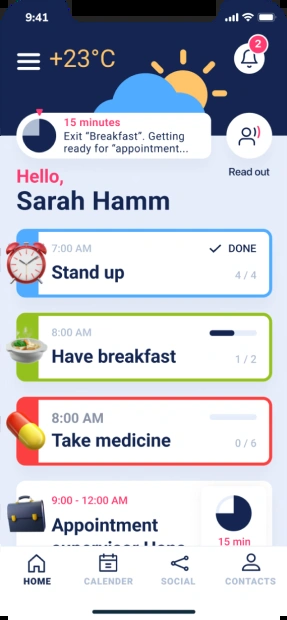 9:41
+23°C
2
15 minutes
Exit “Breakfast”. Getting
ready for “appointment...
Read out
Hello,
Sarah Hamm
7:00 AM
DONE
Stand up
4 / 4
8:00 AM
Have breakfast
1 / 2
8:00 AM
Take medicine
0 / 6
9:00 - 12:00 AM
Appointment
15 min
HOME
CALENDER
SOCIAL
CONTACTS